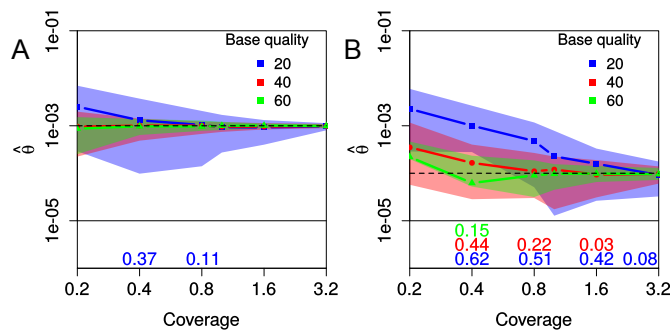 A
Base quality
20
40
60
1e-01
1e-03
1e-05
θ̂
0.37 0.11
0.2 0.4 0.8 1.6 3.2
Coverage
B
Base quality
20
40
60
1e-01
1e-03
1e-05
θ̂
0.15
0.44 0.22 0.03
0.62 0.51 0.42 0.08
0.2 0.4 0.8 1.6 3.2
Coverage